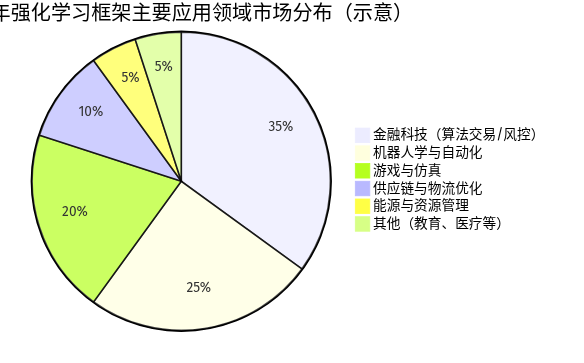 年强化学习框架主要应用领域市场分布（示意）
35%
25%
20%
10%
5%
5%
金融科技（算法交易/风控）
机器人学与自动化
游戏与仿真
供应链与物流优化
能源与资源管理
其他（教育、医疗等）